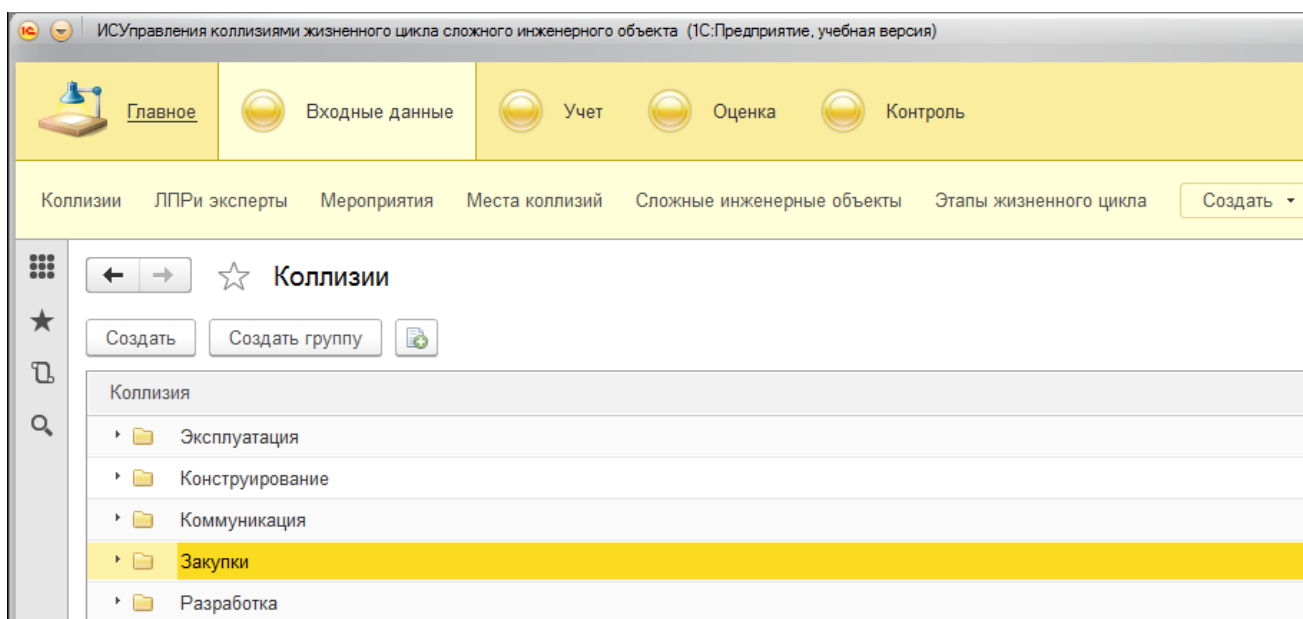 1С ИСУправления коллизиями жизненного цикла сложного инженерного объекта (1С:Предприятие, учебная версия)
Главное Входные данные Учет Оценка Контроль
Коллизии ЛПРи эксперты Мероприятия Места коллизий Сложные инженерные объекты Этапы жизненного цикла Создать
Коллизии
Создать Создать группу
Коллизия
Эксплуатация
Конструирование
Коммуникация
Закупки
Разработка